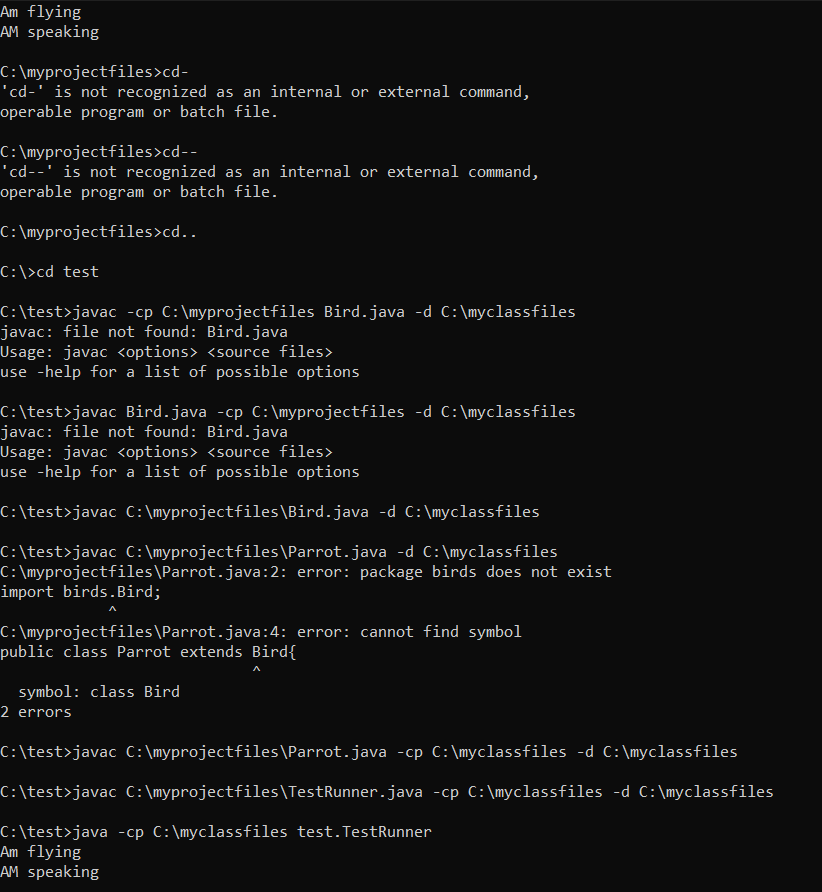 Am flying
AM speaking
C:\myprojectfiles>cd-
'cd-' is not recognized as an internal or external command,
operable program or batch file.
C:\myprojectfiles>cd--
'cd--' is not recognized as an internal or external command,
operable program or batch file.
C:\myprojectfiles>cd..
C:\>cd test
C:\test>javac -cp C:\myprojectfiles Bird.java -d C:\myclassfiles
javac: file not found: Bird.java
Usage: javac <options> <source files>
use -help for a list of possible options
C:\test>javac Bird.java -cp C:\myprojectfiles -d C:\myclassfiles
javac: file not found: Bird.java
Usage: javac <options> <source files>
use -help for a list of possible options
C:\test>javac C:\myprojectfiles\Bird.java -d C:\myclassfiles
C:\test>javac C:\myprojectfiles\Parrot.java -d C:\myclassfiles
C:\myprojectfiles\Parrot.java:2: error: package birds does not exist
import birds.Bird;
            ^
C:\myprojectfiles\Parrot.java:4: error: cannot find symbol
public class Parrot extends Bird{
                            ^
  symbol: class Bird
2 errors
C:\test>javac C:\myprojectfiles\Parrot.java -cp C:\myclassfiles -d C:\myclassfiles
C:\test>javac C:\myprojectfiles\TestRunner.java -cp C:\myclassfiles -d C:\myclassfiles
C:\test>java -cp C:\myclassfiles test.TestRunner
Am flying
AM speaking